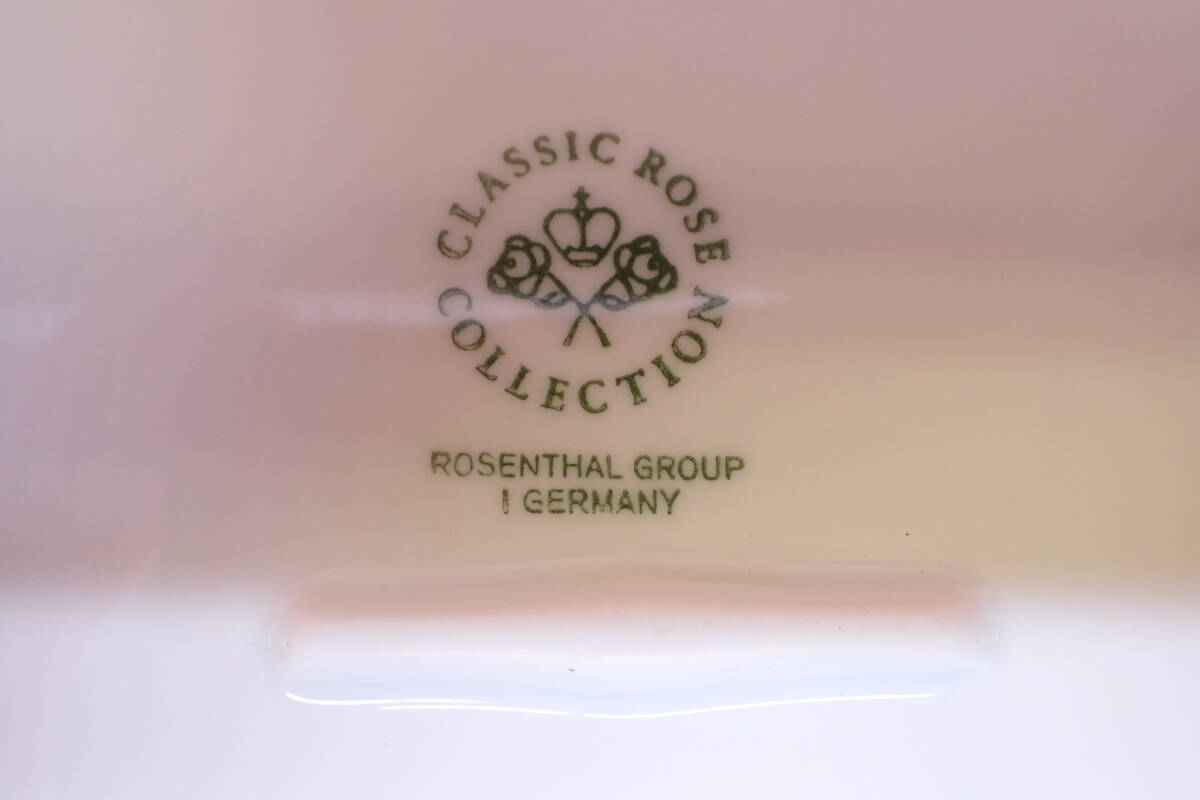 CLASSIC ROSE
COLLECTION
ROSENTHAL GROUP
I GERMANY